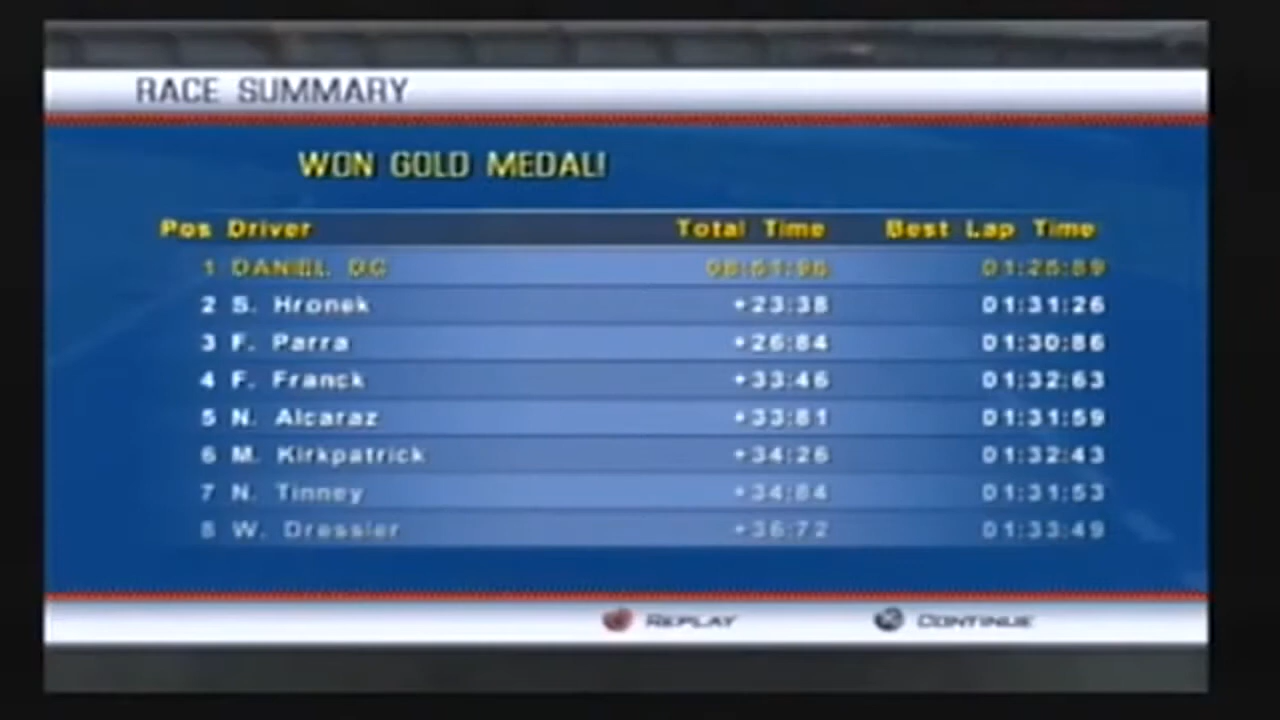 RACE SUMMARY
WON GOLD MEDAL!
Pos Driver Total Time Best Lap Time
1 DANIEL DC 08:51:96 01:25:89
2 S. Hronek +23:38 01:31:26
3 F. Parra +26:84 01:30:86
4 F. Franck +33:46 01:32:63
5 N. Alcaraz +33:81 01:31:59
6 M. Kirkpatrick +34:26 01:32:43
7 N. Tinney +34:84 01:31:53
8 W. Dressler +36:72 01:33:49
REPLAY CONTINUE